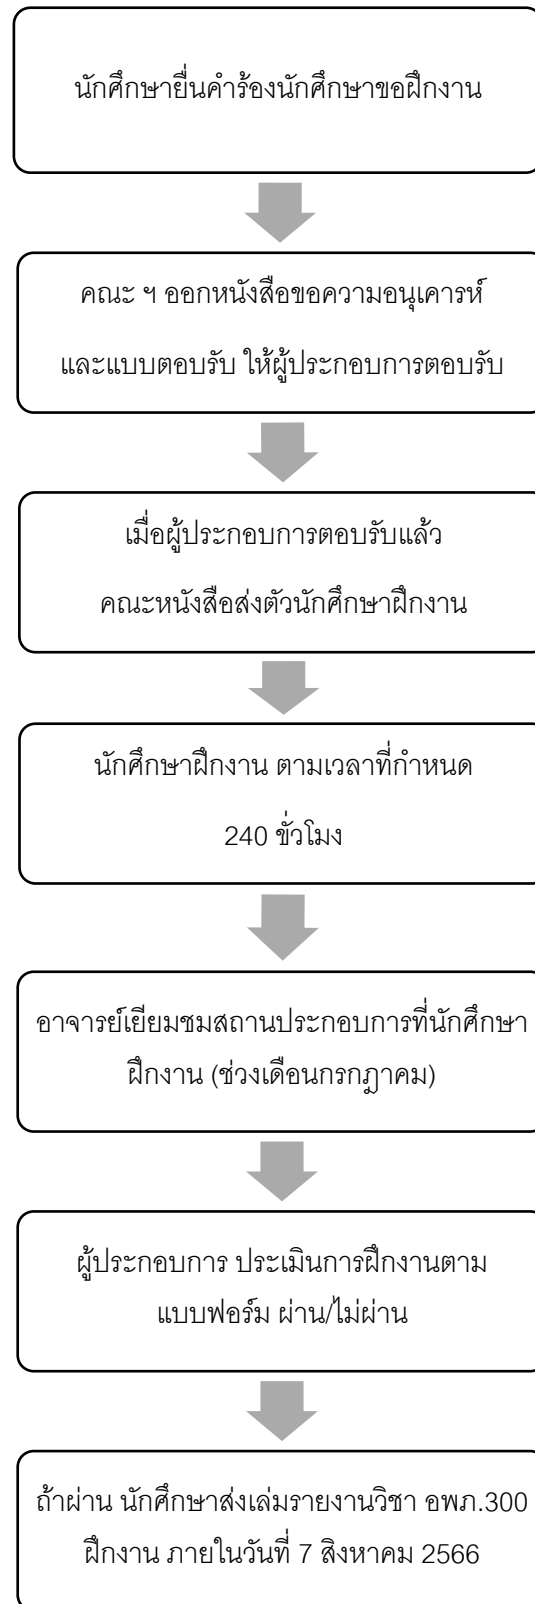 นักศึกษายื่นคำร้องนักศึกษาขอฝึกงาน
คณะ ฯ ออกหนังสือขอความอนุเคราะห์
และแบบตอบรับ ให้ผู้ประกอบการตอบรับ
เมื่อผู้ประกอบการตอบรับแล้ว
คณะหนังสือส่งตัวนักศึกษาฝึกงาน
นักศึกษาฝึกงาน ตามเวลาที่กำหนด
240 ชั่วโมง
อาจารย์เยียมชมสถานประกอบการที่นักศึกษา
ฝึกงาน (ช่วงเดือนกรกฎาคม)
ผู้ประกอบการ ประเมินการฝึกงานตาม
แบบฟอร์ม ผ่าน/ไม่ผ่าน
ถ้าผ่าน นักศึกษาส่งเล่มรายงานวิชา อพภ.300
ฝึกงาน ภายในวันที่ 7 สิงหาคม 2566